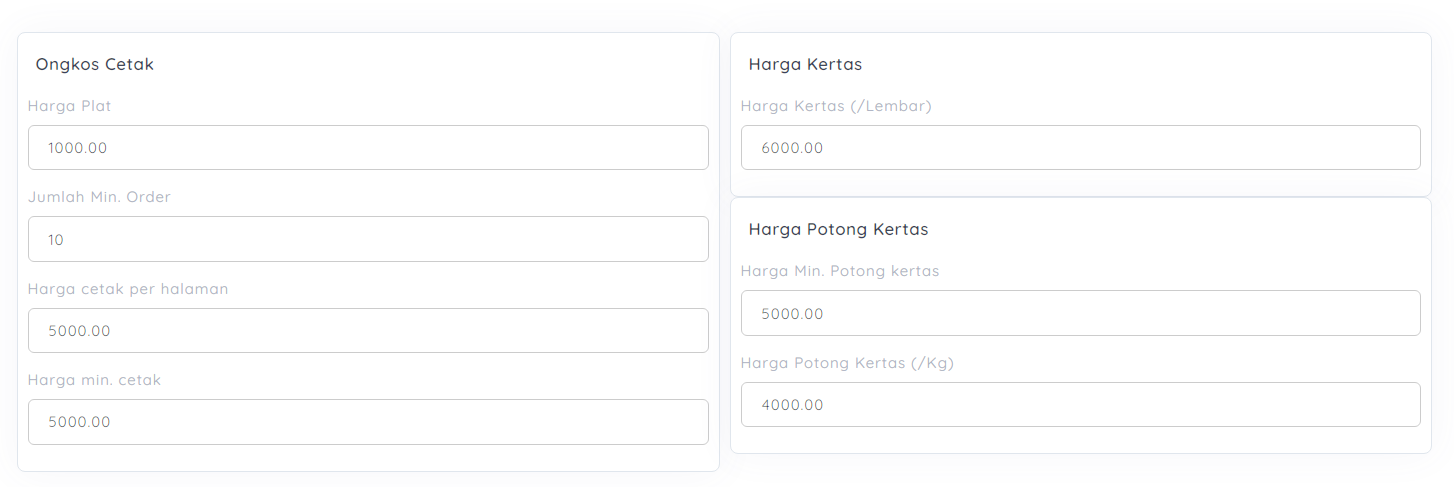 Ongkos Cetak
Harga Plat
1000.00
Jumlah Min. Order
10
Harga cetak per halaman
5000.00
Harga min. cetak
5000.00
Harga Kertas
Harga Kertas (/Lembar)
6000.00
Harga Potong Kertas
Harga Min. Potong kertas
5000.00
Harga Potong Kertas (/Kg)
4000.00